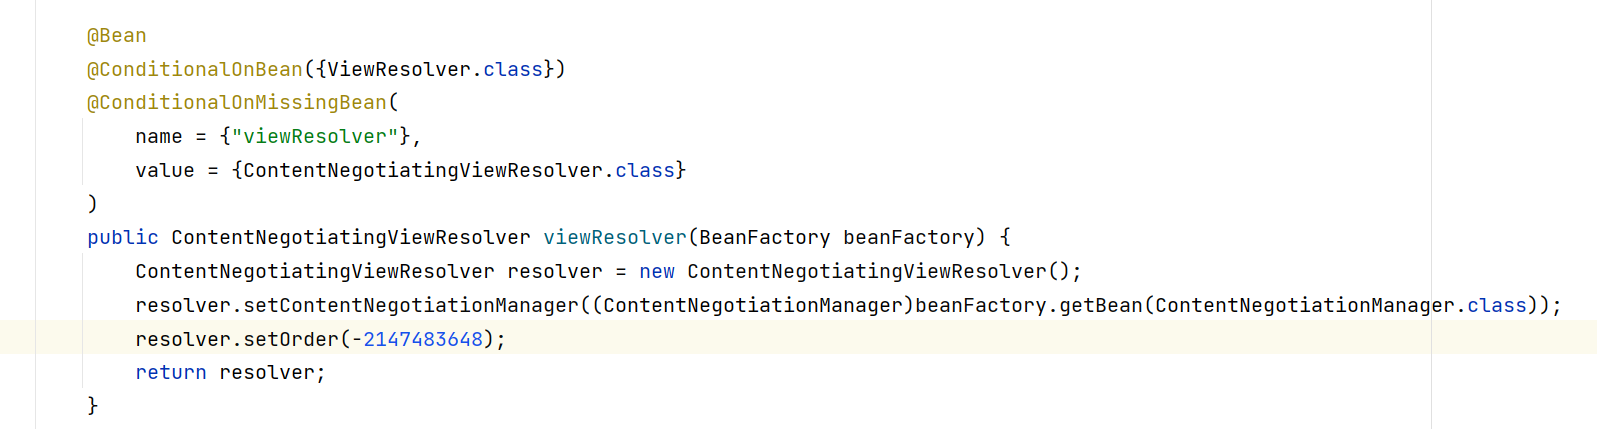 @Bean
@ConditionalOnBean({ViewResolver.class})
@ConditionalOnMissingBean(
    name = {"viewResolver"},
    value = {ContentNegotiatingViewResolver.class}
)
public ContentNegotiatingViewResolver viewResolver(BeanFactory beanFactory) {
    ContentNegotiatingViewResolver resolver = new ContentNegotiatingViewResolver();
    resolver.setContentNegotiationManager((ContentNegotiationManager)beanFactory.getBean(ContentNegotiationManager.class));
    resolver.setOrder(-2147483648);
    return resolver;
}